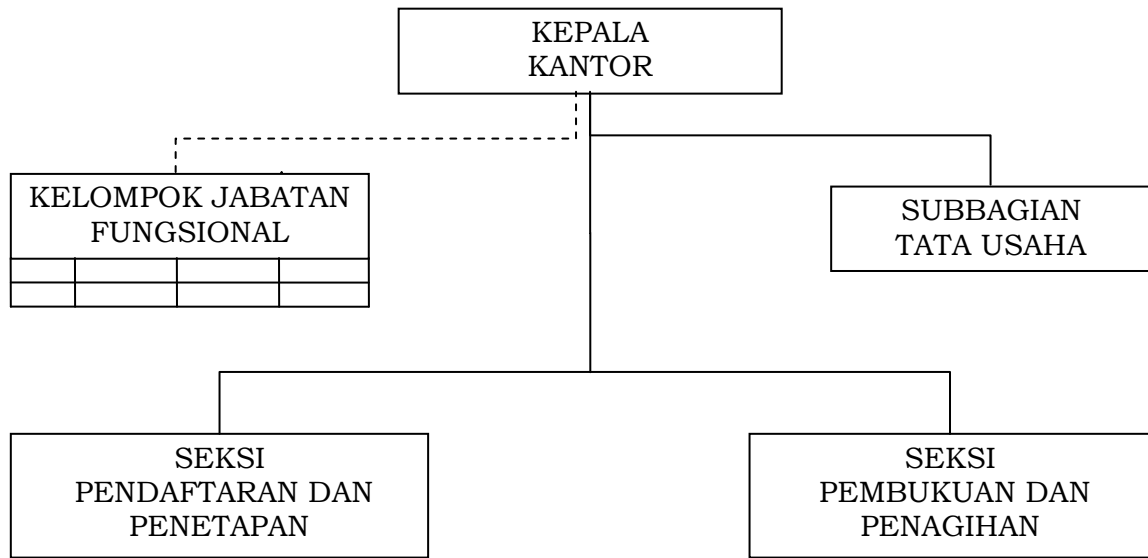 KEPALA
KANTOR
KELOMPOK JABATAN
FUNGSIONAL
SUBBAGIAN
TATA USAHA
SEKSI
PENDAFTARAN DAN
PENETAPAN
SEKSI
PEMBUKUAN DAN
PENAGIHAN